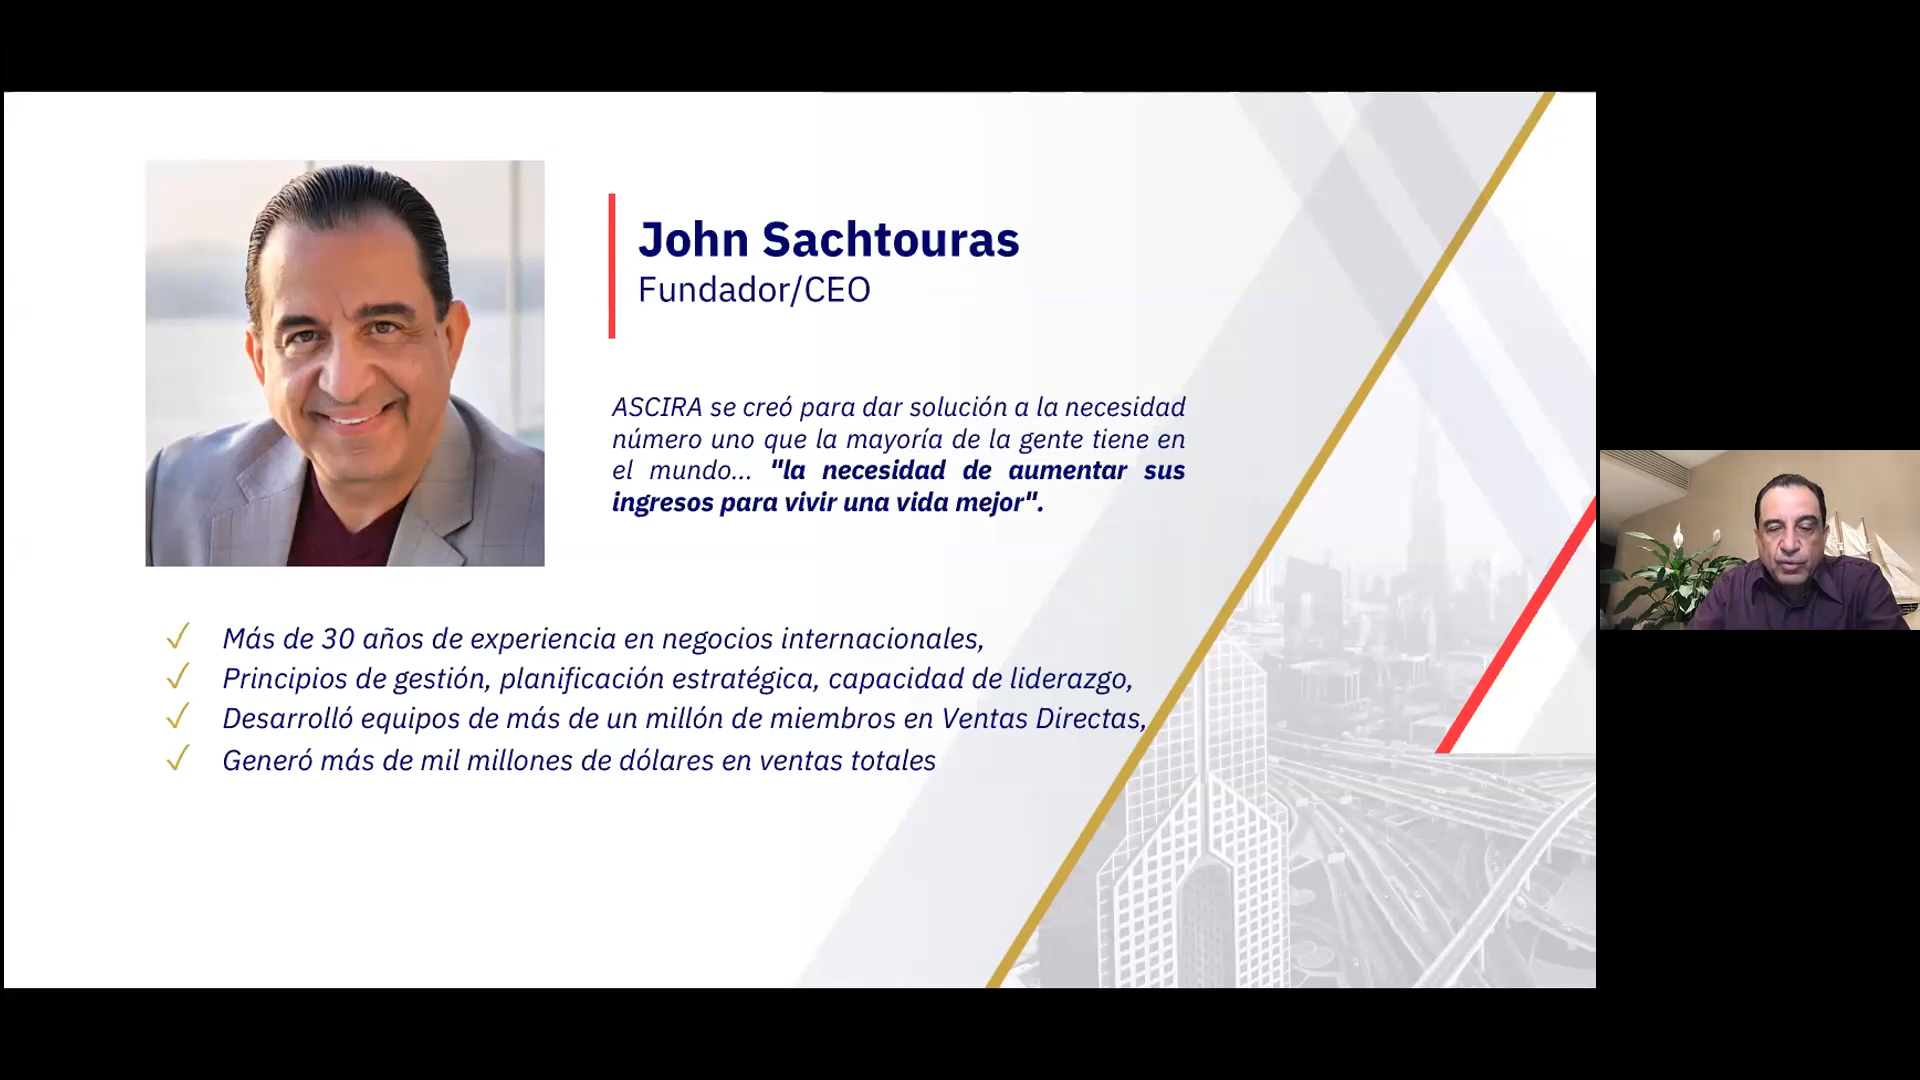 John Sachtouras
Fundador/CEO
ASCIRA se creó para dar solución a la necesidad
número uno que la mayoría de la gente tiene en
el mundo... "la necesidad de aumentar sus
ingresos para vivir una vida mejor".
✓ Más de 30 años de experiencia en negocios internacionales,
✓ Principios de gestión, planificación estratégica, capacidad de liderazgo,
✓ Desarrolló equipos de más de un millón de miembros en Ventas Directas,
✓ Generó más de mil millones de dólares en ventas totales